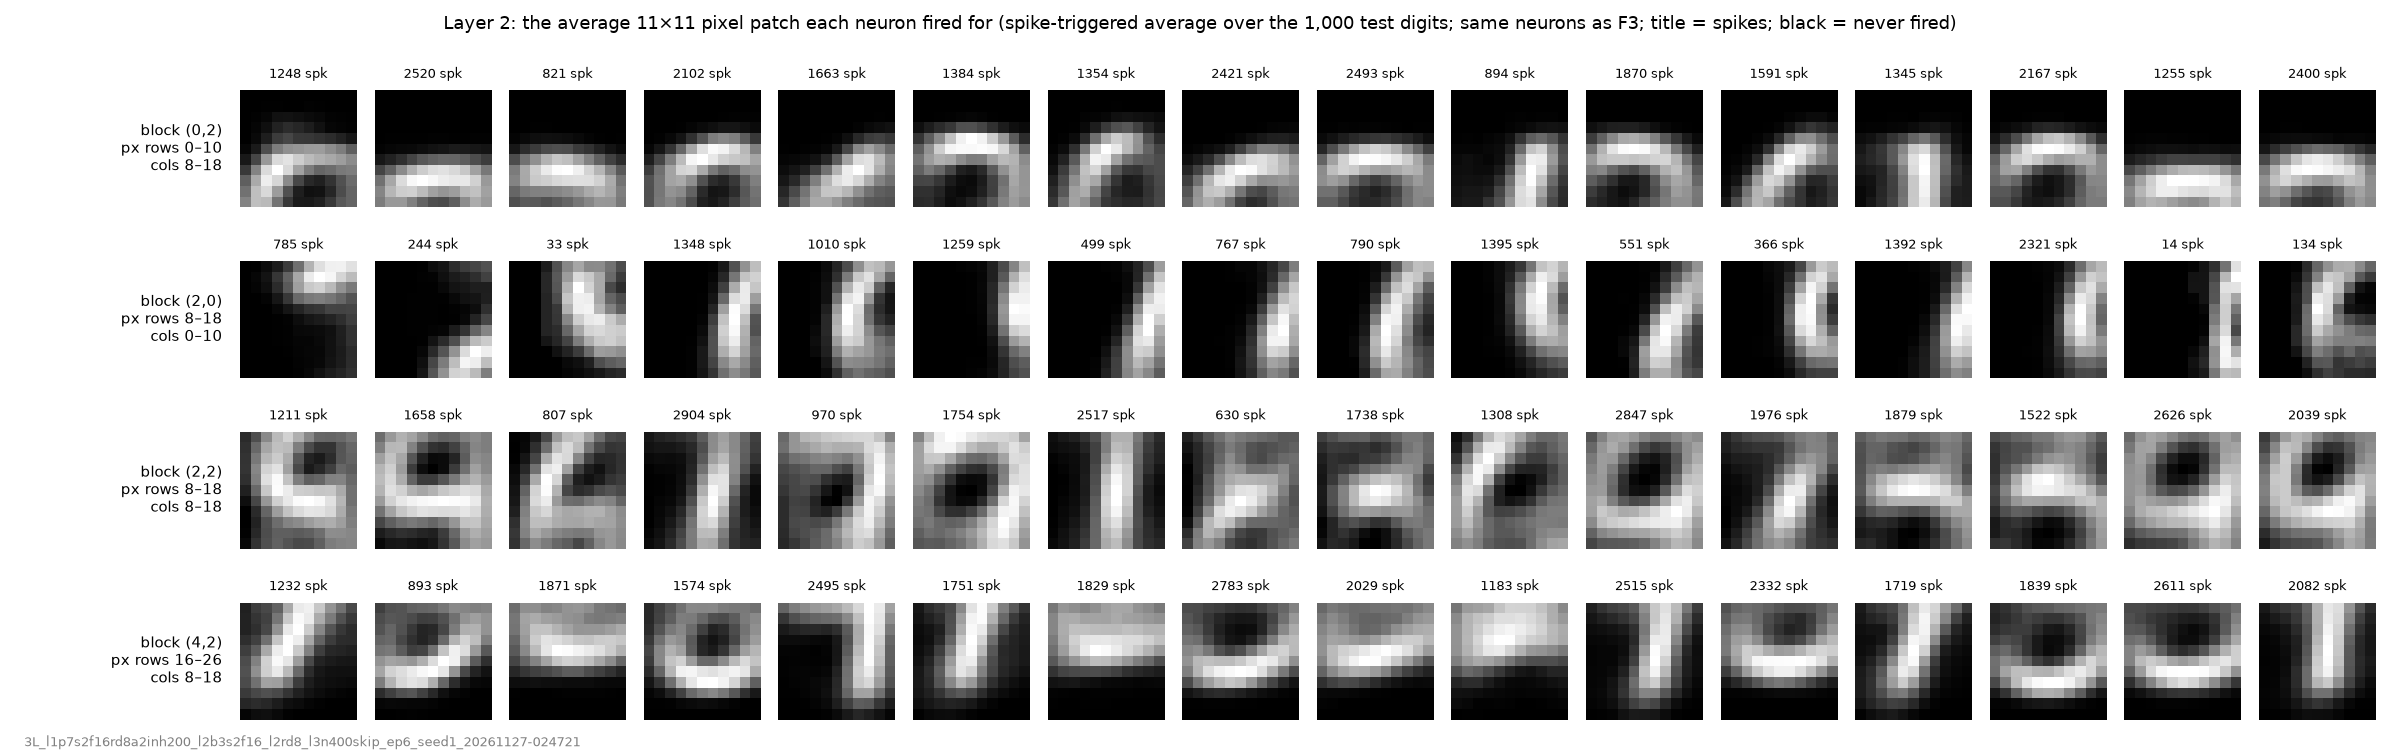 Layer 2: the average 11×11 pixel patch each neuron fired for (spike-triggered average over the 1,000 test digits; same neurons as F3; title = spikes; black = never fired)
1248 spk 2520 spk 821 spk 2102 spk 1663 spk 1384 spk 1354 spk 2421 spk 2493 spk 894 spk 1870 spk 1591 spk 1345 spk 2167 spk 1255 spk 2400 spk
block (0,2)
px rows 0–10
cols 8–18
785 spk 244 spk 33 spk 1348 spk 1010 spk 1259 spk 499 spk 767 spk 790 spk 1395 spk 551 spk 366 spk 1392 spk 2321 spk 14 spk 134 spk
block (2,0)
px rows 8–18
cols 0–10
1211 spk 1658 spk 807 spk 2904 spk 970 spk 1754 spk 2517 spk 630 spk 1738 spk 1308 spk 2847 spk 1976 spk 1879 spk 1522 spk 2626 spk 2039 spk
block (2,2)
px rows 8–18
cols 8–18
1232 spk 893 spk 1871 spk 1574 spk 2495 spk 1751 spk 1829 spk 2783 spk 2029 spk 1183 spk 2515 spk 2332 spk 1719 spk 1839 spk 2611 spk 2082 spk
block (4,2)
px rows 16–26
cols 8–18
3L_l1p7s2f16rd8a2inh200_l2b3s2f16_l2rd8_l3n400skip_ep6_seed1_20261127-024721